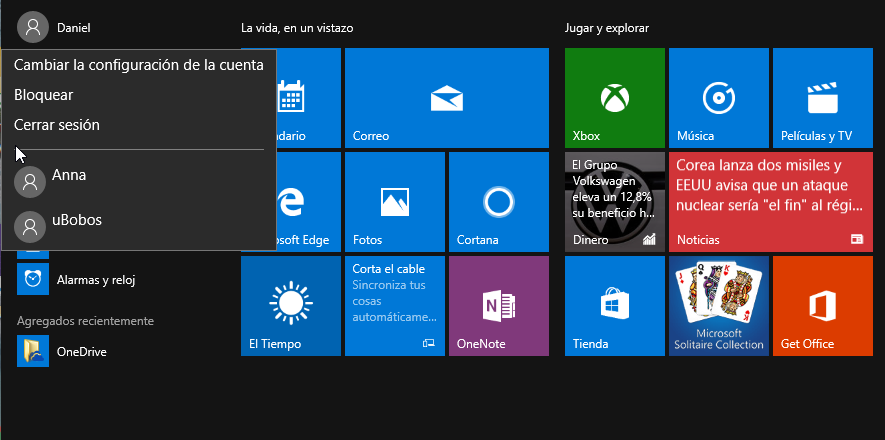 Daniel
Cambiar la configuración de la cuenta
Bloquear
Cerrar sesión
Anna
uBobos
Alarmas y reloj
Agregados recientemente
OneDrive
La vida, en un vistazo
Correo
Fotos
Cortana
El Tiempo
Corta el cable
Sincroniza tus
cosas
automáticame...
OneNote
Jugar y explorar
Xbox
Música
Películas y TV
El Grupo
Volkswagen
eleva un 12,8%
su beneficio h...
Dinero
Corea lanza dos misiles y
EEUU avisa que un ataque
nuclear sería "el fin" al régi...
Noticias
Tienda
Microsoft
Solitaire Collection
Get Office